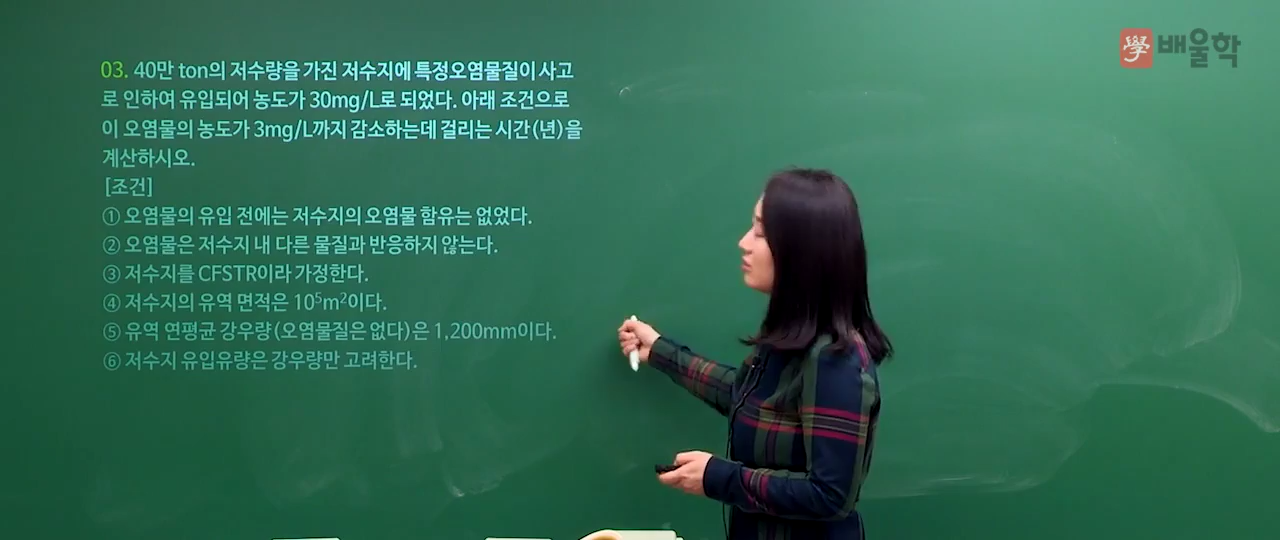 學 배울학
03. 40만 ton의 저수량을 가진 저수지에 특정오염물질이 사고
로 인하여 유입되어 농도가 30mg/L로 되었다. 아래 조건으로
이 오염물의 농도가 3mg/L까지 감소하는데 걸리는 시간(년)을
계산하시오.
[조건]
① 오염물의 유입 전에는 저수지의 오염물 함유는 없었다.
② 오염물은 저수지 내 다른 물질과 반응하지 않는다.
③ 저수지를 CFSTR이라 가정한다.
④ 저수지의 유역 면적은 10⁵m²이다.
⑤ 유역 연평균 강우량(오염물질은 없다)은 1,200mm이다.
⑥ 저수지 유입유량은 강우량만 고려한다.